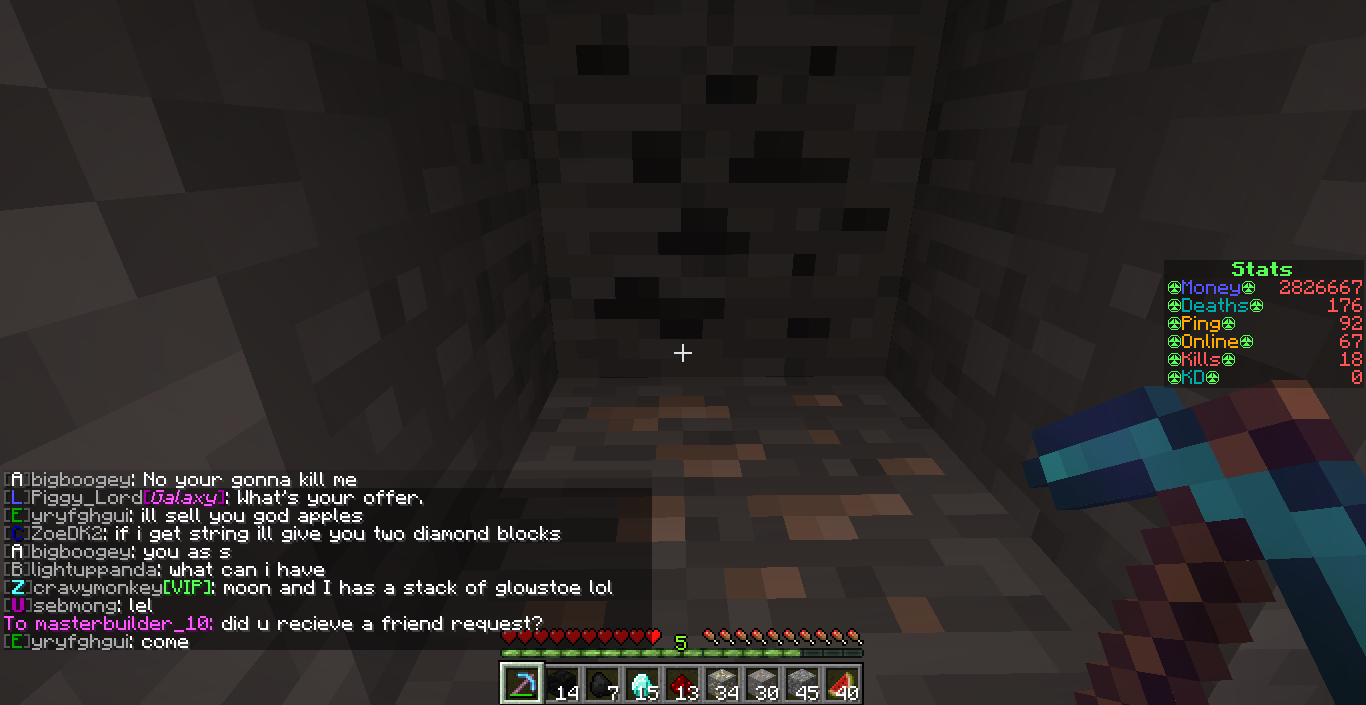 Stats
Money 2826667
Deaths 176
Ping 92
Online 67
Kills 18
KD 0
[A]bigboogey: No your gonna kill me
[L]Piggy_Lord[Galaxy]: What's your offer.
[E]yryfghgui: ill sell you god apples
[C]ZoeDK2: if i get string ill give you two diamond blocks
[A]bigboogey: you as s
[B]lightuppanda: what can i have
[Z]cravymonkey[VIP]: moon and I has a stack of glowstoe lol
[U]sebmong: lel
To masterbuilder_10: did u recieve a friend request?
[E]yryfghgui: come
5
14 7 15 13 34 30 45 40